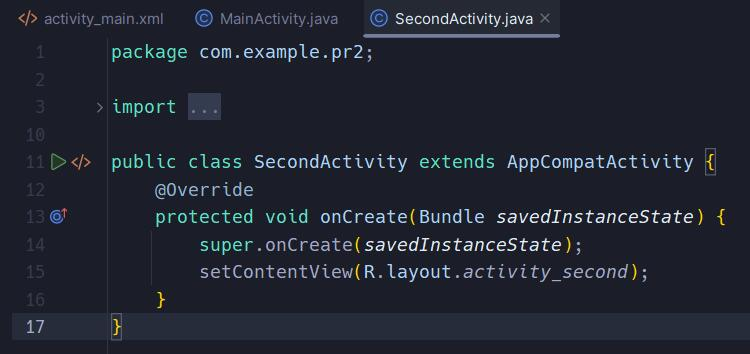 activity_main.xml MainActivity.java SecondActivity.java
1 package com.example.pr2;
2
3 import ...
10
11 public class SecondActivity extends AppCompatActivity {
12     @Override
13     protected void onCreate(Bundle savedInstanceState) {
14         super.onCreate(savedInstanceState);
15         setContentView(R.layout.activity_second);
16     }
17 }